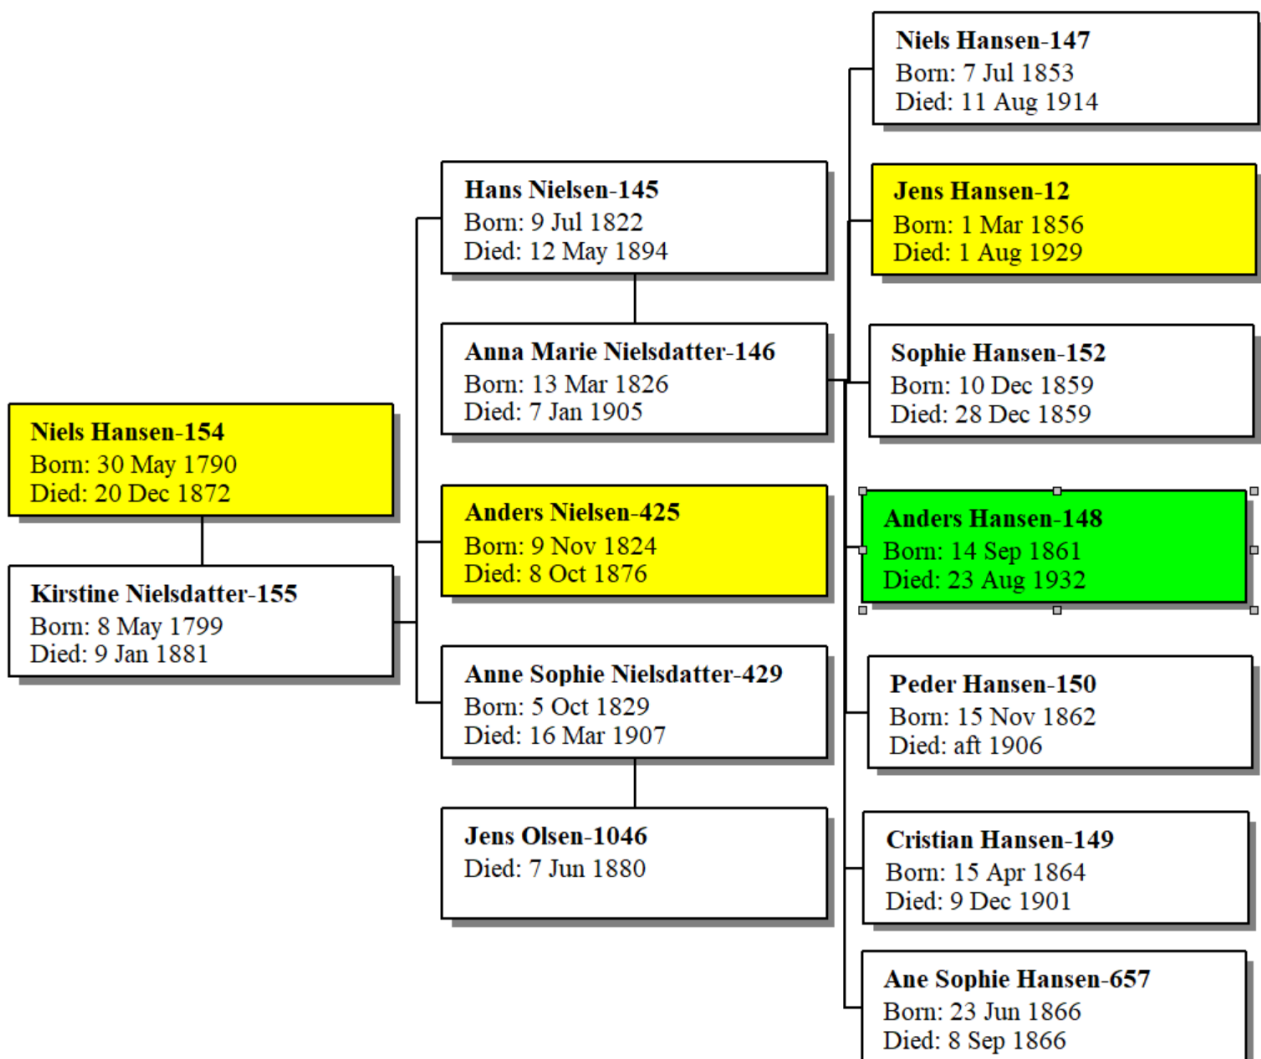 Niels Hansen-154
Born: 30 May 1790
Died: 20 Dec 1872
Kirstine Nielsdatter-155
Born: 8 May 1799
Died: 9 Jan 1881
Hans Nielsen-145
Born: 9 Jul 1822
Died: 12 May 1894
Anna Marie Nielsdatter-146
Born: 13 Mar 1826
Died: 7 Jan 1905
Anders Nielsen-425
Born: 9 Nov 1824
Died: 8 Oct 1876
Anne Sophie Nielsdatter-429
Born: 5 Oct 1829
Died: 16 Mar 1907
Jens Olsen-1046
Died: 7 Jun 1880
Niels Hansen-147
Born: 7 Jul 1853
Died: 11 Aug 1914
Jens Hansen-12
Born: 1 Mar 1856
Died: 1 Aug 1929
Sophie Hansen-152
Born: 10 Dec 1859
Died: 28 Dec 1859
Anders Hansen-148
Born: 14 Sep 1861
Died: 23 Aug 1932
Peder Hansen-150
Born: 15 Nov 1862
Died: aft 1906
Cristian Hansen-149
Born: 15 Apr 1864
Died: 9 Dec 1901
Ane Sophie Hansen-657
Born: 23 Jun 1866
Died: 8 Sep 1866